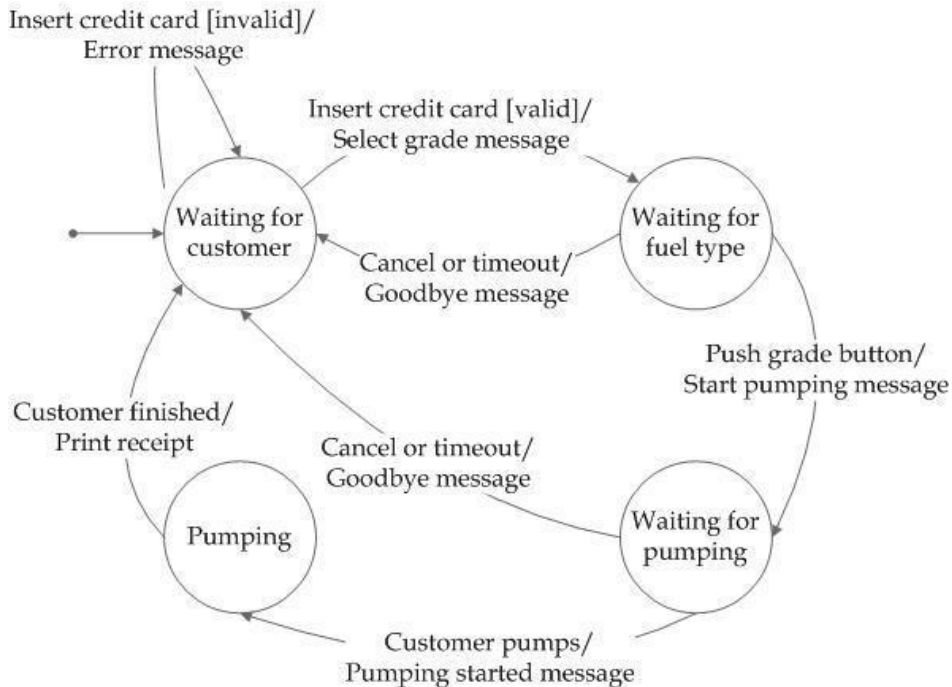 Insert credit card [invalid]/
Error message
Insert credit card [valid]/
Select grade message
Waiting for
customer
Waiting for
fuel type
Cancel or timeout/
Goodbye message
Push grade button/
Start pumping message
Customer finished/
Print receipt
Cancel or timeout/
Goodbye message
Pumping
Waiting for
pumping
Customer pumps/
Pumping started message